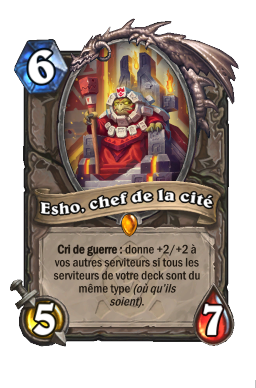 6
Esho, chef de la cité
Cri de guerre : donne +2/+2 à
vos autres serviteurs si tous les
serviteurs de votre deck sont du
même type (où qu'ils
soient).
5
7